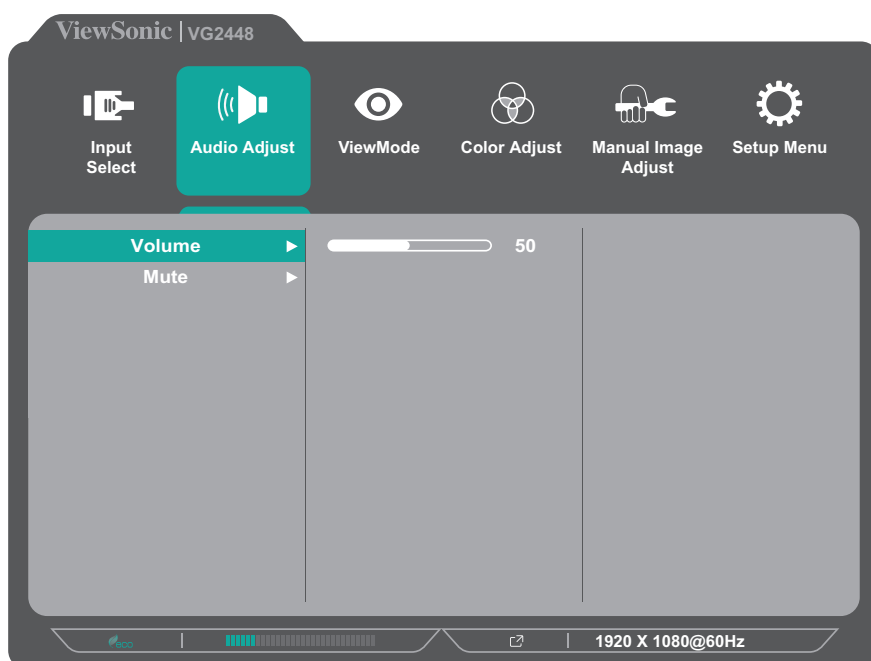 ViewSonic | VG2448
Input
Select
Audio Adjust
ViewMode
Color Adjust
Manual Image
Adjust
Setup Menu
Volume 50
Mute
eco
1920 X 1080@60Hz